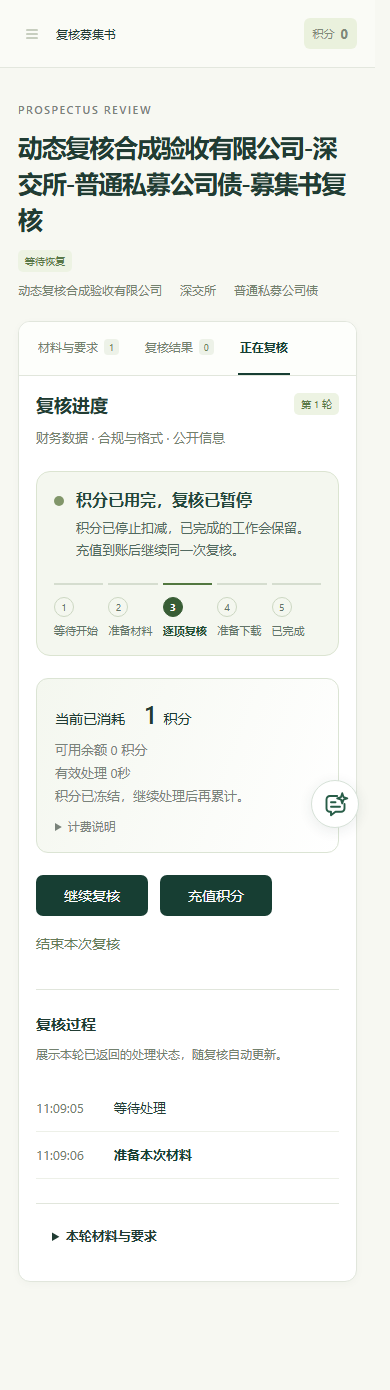 复核募集书
积分 0
PROSPECTUS REVIEW
动态复核合成验收有限公司-深
交所-普通私募公司债-募集书复
核
等待恢复
动态复核合成验收有限公司 深交所 普通私募公司债
材料与要求 1 复核结果 0 正在复核
复核进度
第 1 轮
财务数据 · 合规与格式 · 公开信息
积分已用完，复核已暂停
积分已停止扣减，已完成的工作会保留。
充值到账后继续同一次复核。
1 2 3 4 5
等待开始 准备材料 逐项复核 准备下载 已完成
当前已消耗 1 积分
可用余额 0 积分
有效处理 0秒
积分已冻结，继续处理后再累计。
▶ 计费说明
继续复核 充值积分
结束本次复核
复核过程
展示本轮已返回的处理状态，随复核自动更新。
11:09:05 等待处理
11:09:06 准备本次材料
▶ 本轮材料与要求